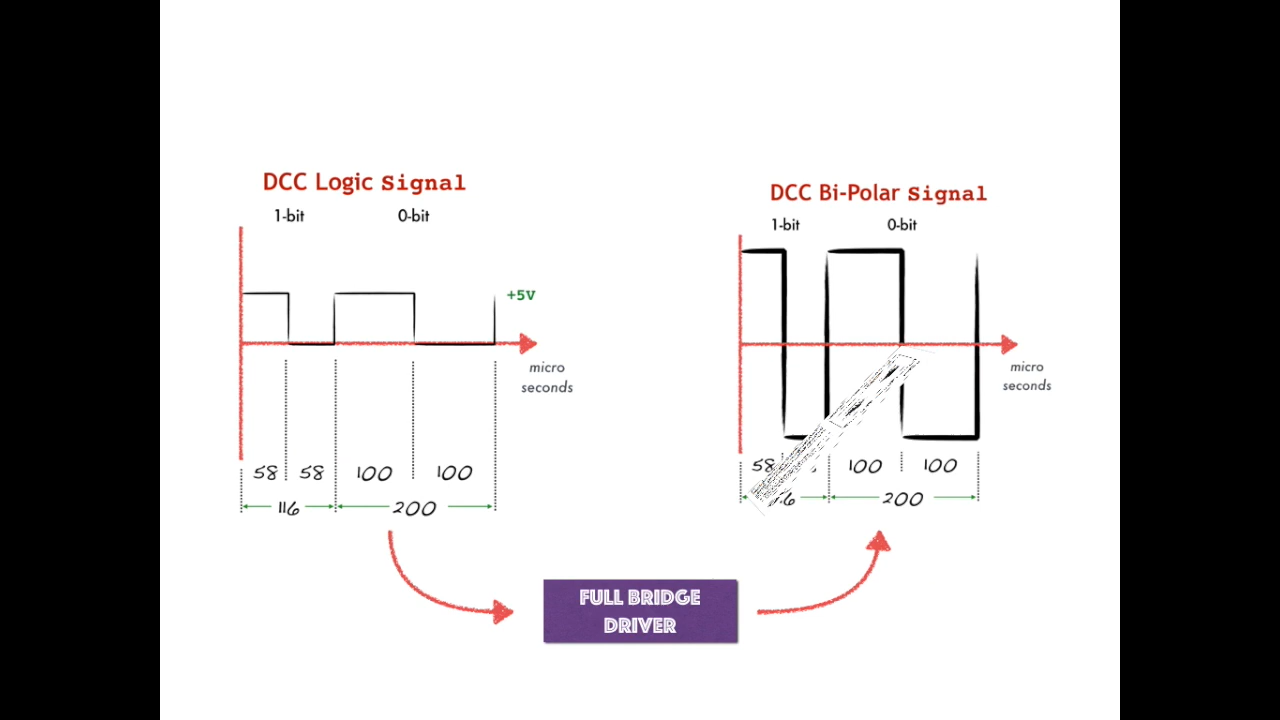 DCC Logic Signal
1-bit 0-bit
+5V
micro
seconds
58 58 100 100
116 200
DCC Bi-Polar Signal
1-bit 0-bit
micro
seconds
58 100 100
200
FULL BRIDGE
DRIVER